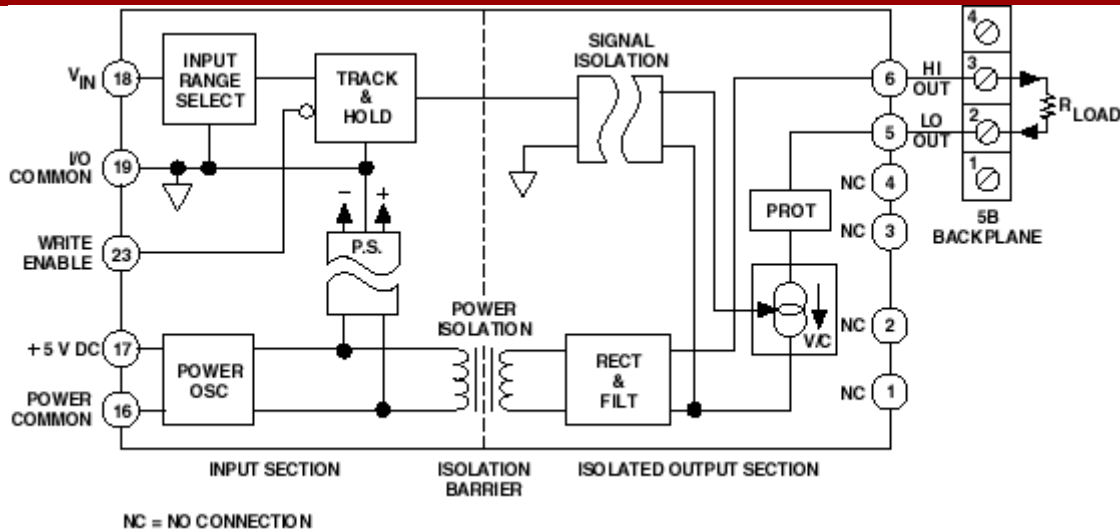 V IN
18
INPUT
RANGE
SELECT
TRACK
&
HOLD
SIGNAL
ISOLATION
6
HI
OUT
4
3
2
1
R LOAD
5
LO
OUT
I/O
COMMON
19
NC
4
PROT
NC
3
5B
BACKPLANE
WRITE
ENABLE
23
−
+
P.S.
POWER
ISOLATION
V/C
NC
2
+5 V DC
17
POWER
OSC
RECT
&
FILT
NC
1
POWER
COMMON
16
INPUT SECTION
ISOLATION
BARRIER
ISOLATED OUTPUT SECTION
NC = NO CONNECTION